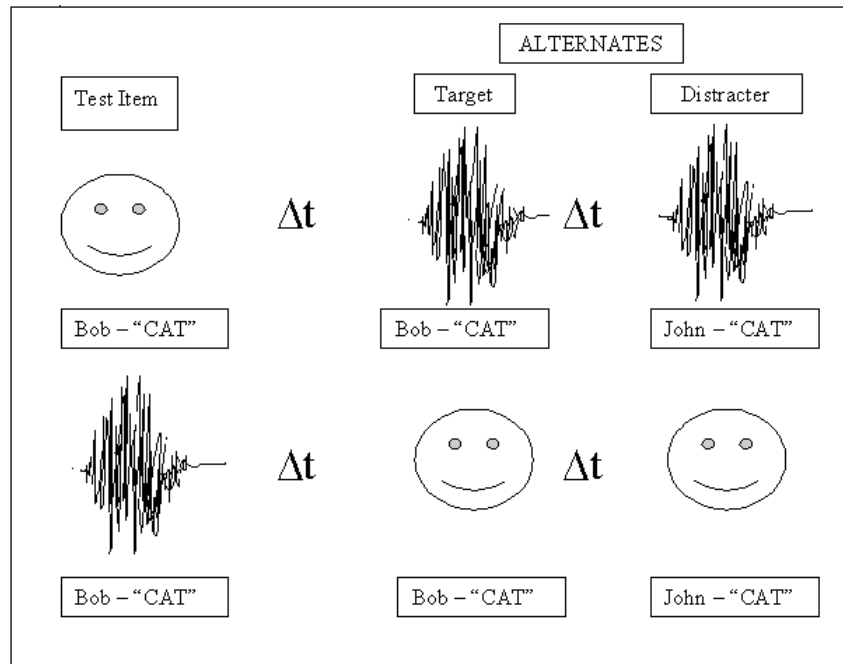 ALTERNATES
Test Item
Target
Distracter
Δt
Δt
Bob – “CAT”
Bob – “CAT”
John – “CAT”
Δt
Δt
Bob – “CAT”
Bob – “CAT”
John – “CAT”